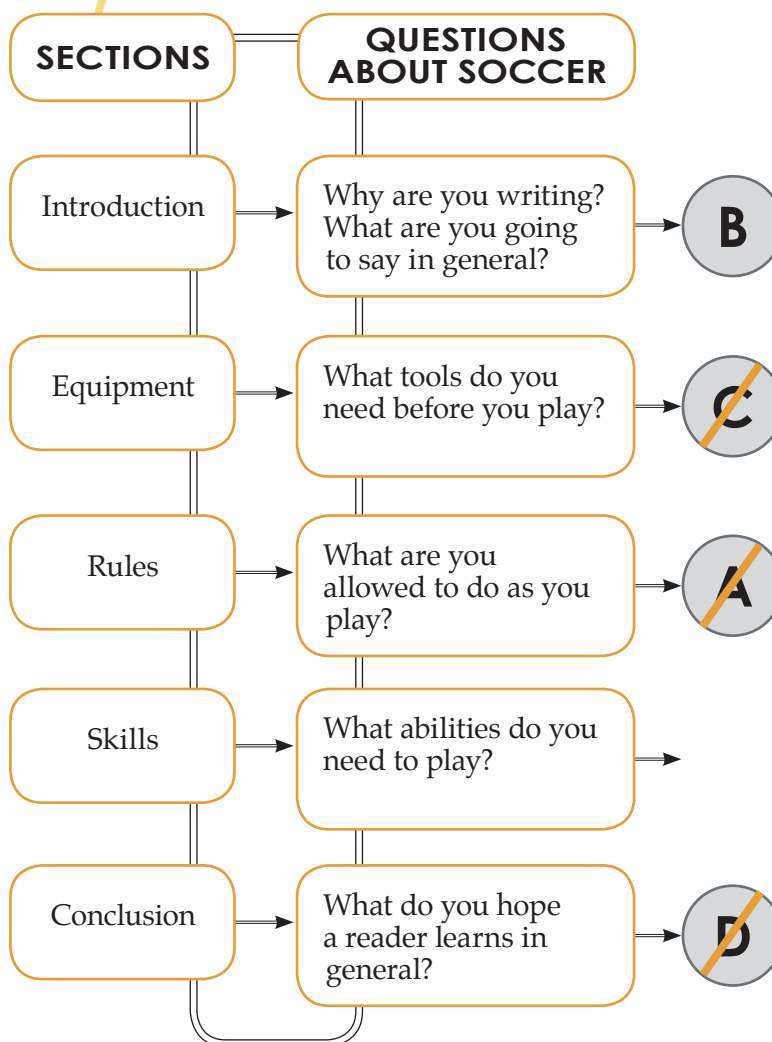 SECTIONS
QUESTIONS
ABOUT SOCCER
Introduction
Why are you writing?
What are you going
to say in general?
B
Equipment
What tools do you
need before you play?
C
Rules
What are you
allowed to do as you
play?
A
Skills
What abilities do you
need to play?
Conclusion
What do you hope
a reader learns in
general?
D